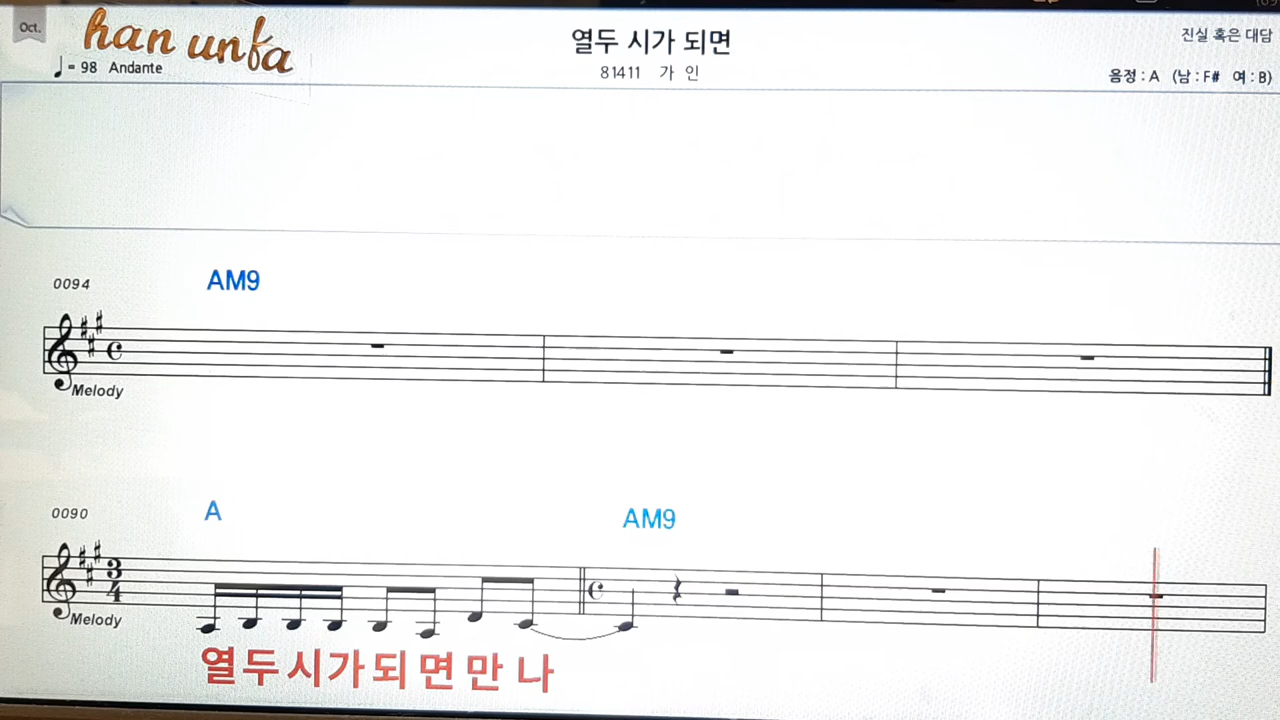 Oct.
han unfa
열두 시가 되면
진실 혹은 대담
♩= 98 Andante
81411 가 인
음정 : A (남 : F# 여 : B)
0094
AM9
Melody
0090
A
AM9
3
4
Melody
열두시가되면만나